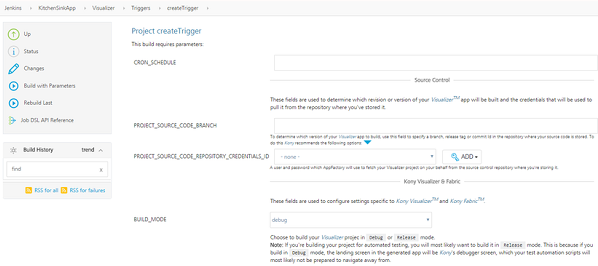 Jenkins KitchenSinkApp Visualizer Triggers createTrigger
Up
Status
Changes
Build with Parameters
Rebuild Last
Job DSL API Reference
Build History trend
find
RSS for all RSS for failures
Project createTrigger
This build requires parameters:
CRON_SCHEDULE
Source Control
These fields are used to determine which revision or version of your Visualizer™ app will be built and the credentials that will be used to
pull it from the repository where you've stored it.
PROJECT_SOURCE_CODE_BRANCH
To determine which version of your Visualizer app to build, use this field to specify a branch, release tag or commit id in the repository where your source code is stored. To
do this Kony recommends the following options:
PROJECT_SOURCE_CODE_REPOSITORY_CREDENTIALS_ID
- none -
ADD
A user and password which AppFactory will use to fetch your Visualizer project on your behalf from the source control repository where you're storing it.
Kony Visualizer & Fabric
These fields are used to configure settings specific to Kony Visualizer™ and Kony Fabric™.
BUILD_MODE
debug
Choose to build your Visualizer project in Debug or Release mode.
Note: If you're building your project for automated testing, you will most likely want to build it in Release mode. This is because if you
build in Debug mode, the landing screen in the generated app will be Kony's debugger screen, which your test automation scripts will
most likely not be prepared to navigate away from.